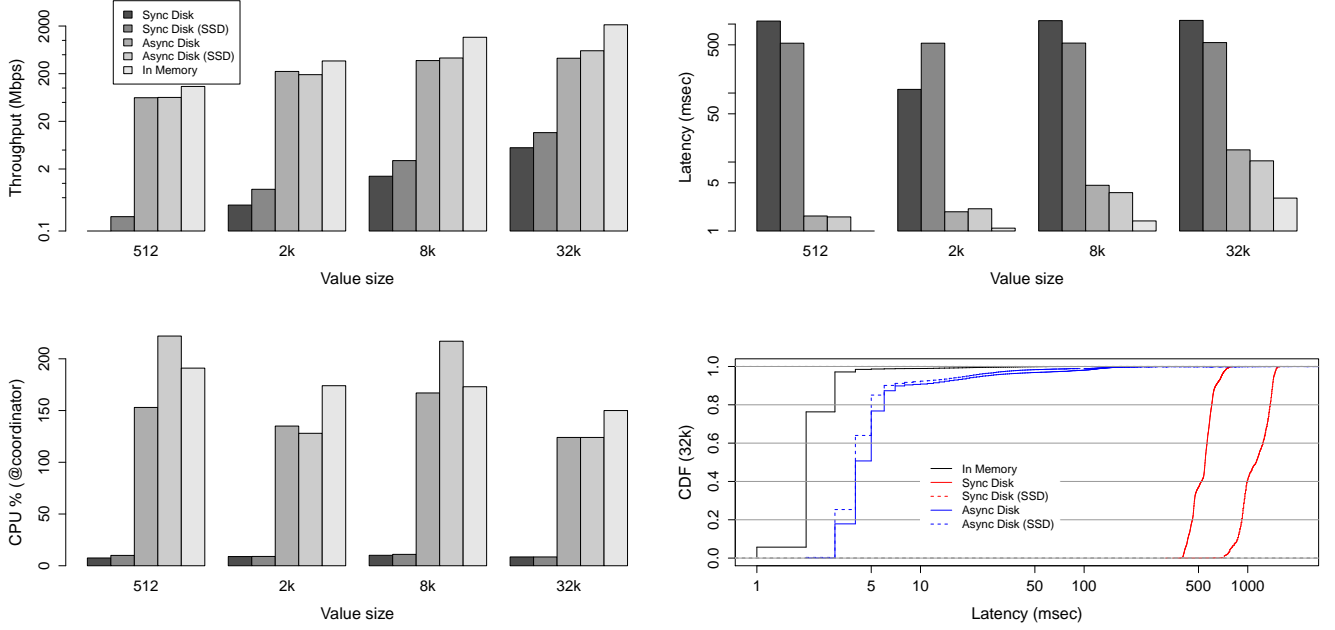 Throughput (Mbps)
2000
200
20
2
0.1
Sync Disk
Sync Disk (SSD)
Async Disk
Async Disk (SSD)
In Memory
512 2k 8k 32k
Value size
Latency (msec)
500
50
5
1
512 2k 8k 32k
Value size
CPU % (@coordinator)
200
150
100
50
0
512 2k 8k 32k
Value size
CDF (32k)
1.0
0.8
0.6
0.4
0.2
0.0
In Memory
Sync Disk
Sync Disk (SSD)
Async Disk
Async Disk (SSD)
1 5 10 50 100 500 1000
Latency (msec)